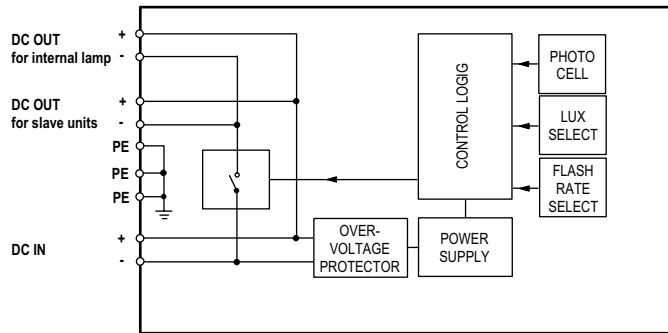 DC OUT
for internal lamp
+
-
DC OUT
for slave units
+
-
PE
PE
PE
DC IN
+
-
CONTROL LOGIG
PHOTO
CELL
LUX
SELECT
FLASH
RATE
SELECT
OVER-
VOLTAGE
PROTECTOR
POWER
SUPPLY